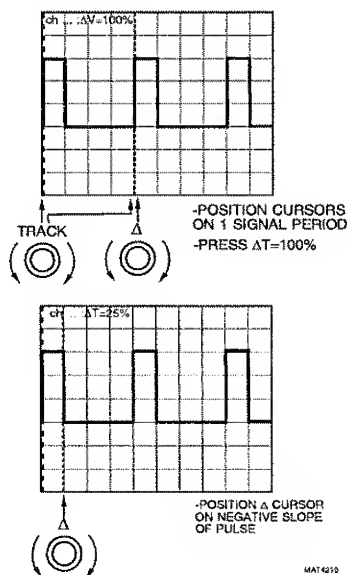 ch ... :ΔV=100%
-POSITION CURSORS
ON 1 SIGNAL PERIOD
-PRESS ΔT=100%
TRACK
Δ
ch ... :ΔT=25%
-POSITION Δ CURSOR
ON NEGATIVE SLOPE
OF PULSE
Δ
MAT4210